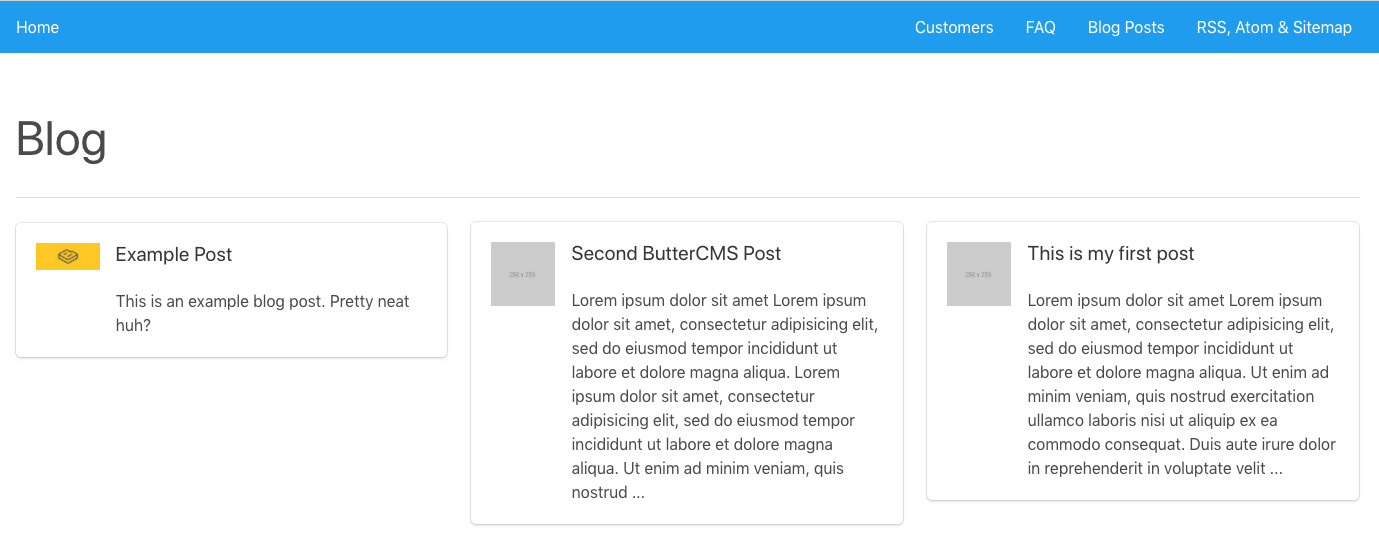 Home
Customers
FAQ
Blog Posts
RSS, Atom & Sitemap
Blog
Example Post
This is an example blog post. Pretty neat
huh?
250 x 250
Second ButterCMS Post
Lorem ipsum dolor sit amet Lorem ipsum
dolor sit amet, consectetur adipisicing elit,
sed do eiusmod tempor incididunt ut
labore et dolore magna aliqua. Lorem
ipsum dolor sit amet, consectetur
adipisicing elit, sed do eiusmod tempor
incididunt ut labore et dolore magna
aliqua. Ut enim ad minim veniam, quis
nostrud ...
250 x 250
This is my first post
Lorem ipsum dolor sit amet Lorem ipsum
dolor sit amet, consectetur adipisicing elit,
sed do eiusmod tempor incididunt ut
labore et dolore magna aliqua. Ut enim ad
minim veniam, quis nostrud exercitation
ullamco laboris nisi ut aliquip ex ea
commodo consequat. Duis aute irure dolor
in reprehenderit in voluptate velit ...